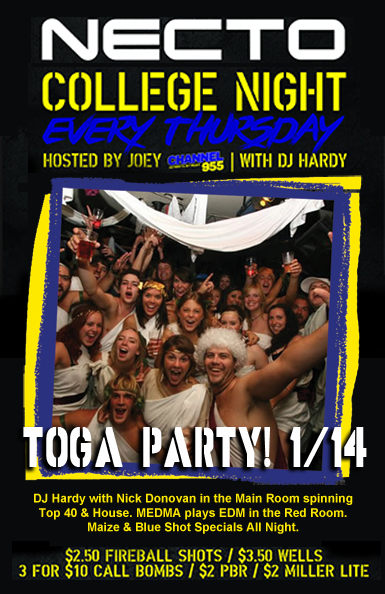 NECTO
COLLEGE NIGHT
EVERY THURSDAY
HOSTED BY JOEY CHANNEL 955 | WITH DJ HARDY
TOGA PARTY! 1/14
DJ Hardy with Nick Donovan in the Main Room spinning
Top 40 & House. MEDMA plays EDM in the Red Room.
Maize & Blue Shot Specials All Night.
$2.50 FIREBALL SHOTS / $3.50 WELLS
3 FOR $10 CALL BOMBS / $2 PBR / $2 MILLER LITE